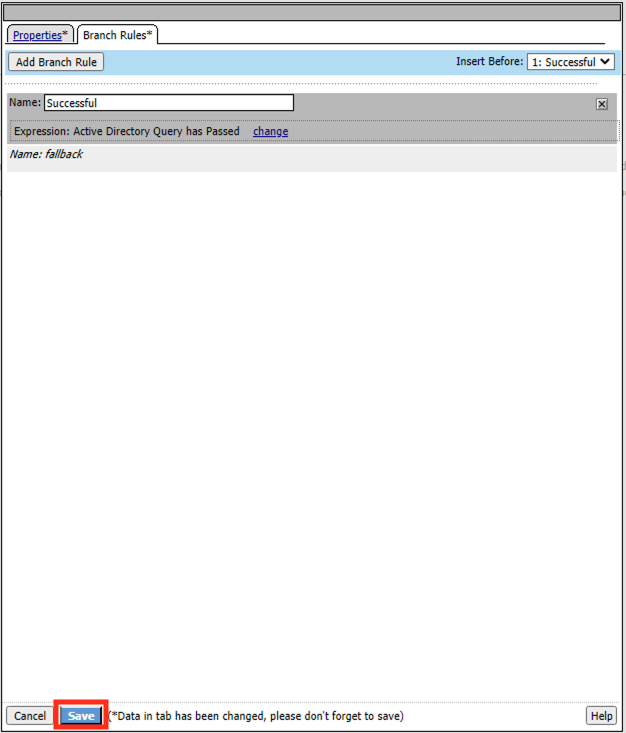 Properties* Branch Rules*
Add Branch Rule Insert Before: 1: Successful
Name: Successful x
Expression: Active Directory Query has Passed change
Name: fallback
Cancel Save (*Data in tab has been changed, please don't forget to save) Help